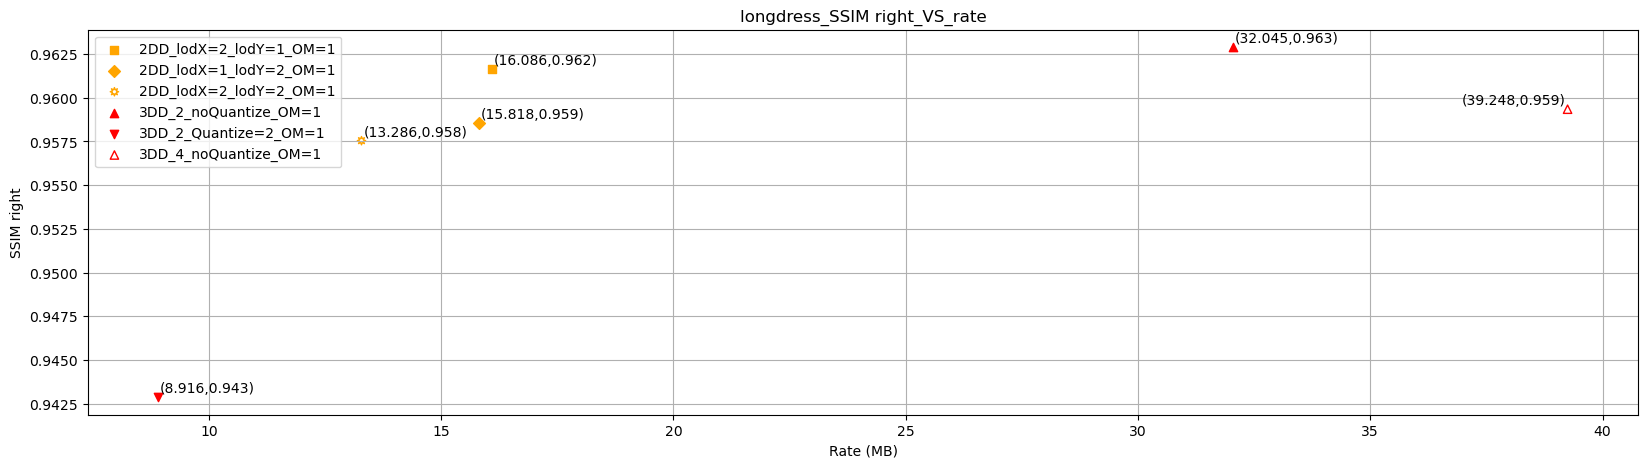 longdress_SSIM right_VS_rate
2DD_lodX=2_lodY=1_OM=1
2DD_lodX=1_lodY=2_OM=1
2DD_lodX=2_lodY=2_OM=1
3DD_2_noQuantize_OM=1
3DD_2_Quantize=2_OM=1
3DD_4_noQuantize_OM=1
(16.086,0.962)
(32.045,0.963)
(39.248,0.959)
(15.818,0.959)
(13.286,0.958)
(8.916,0.943)
SSIM right
0.9625
0.9600
0.9575
0.9550
0.9525
0.9500
0.9475
0.9450
0.9425
10 15 20 25 30 35 40
Rate (MB)